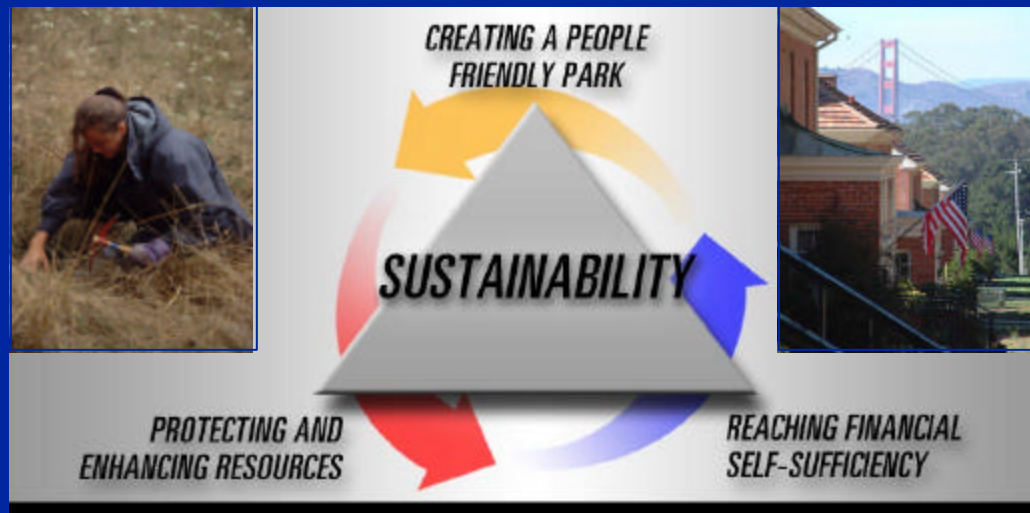 CREATING A PEOPLE
FRIENDLY PARK
SUSTAINABILITY
PROTECTING AND
ENHANCING RESOURCES
REACHING FINANCIAL
SELF-SUFFICIENCY